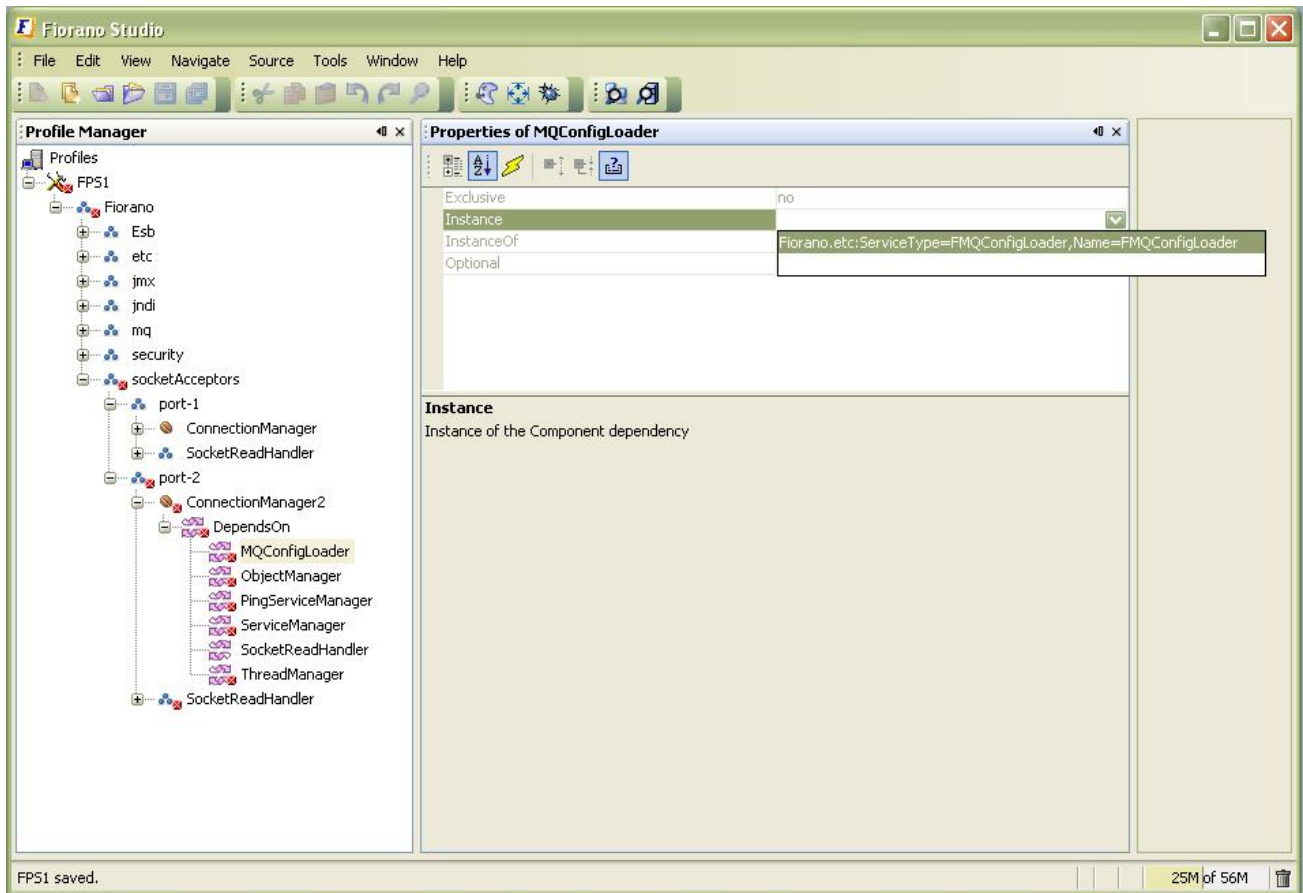 Fiorano Studio
File Edit View Navigate Source Tools Window Help
Profile Manager
Profiles
FPS1
Fiorano
Esb
etc
jmx
jndi
mq
security
socketAcceptors
port-1
ConnectionManager
SocketReadHandler
port-2
ConnectionManager2
DependsOn
MQConfigLoader
ObjectManager
PingServiceManager
ServiceManager
SocketReadHandler
ThreadManager
SocketReadHandler
Properties of MQConfigLoader
Exclusive no
Instance
InstanceOf
Fiorano.etc:ServiceType=FMQConfigLoader,Name=FMQConfigLoader
Optional
Instance
Instance of the Component dependency
FPS1 saved.
25M of 56M